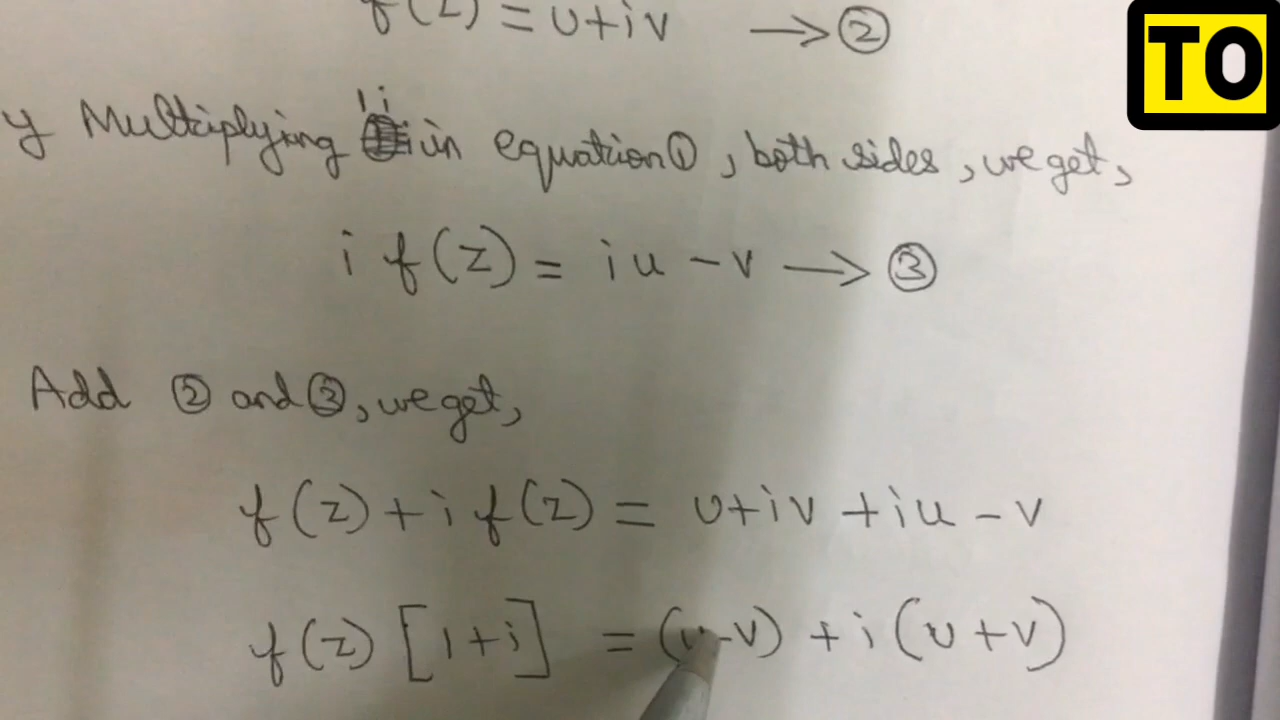 f(z) = u+iv → ②
TO
y Multiplying 'i' in equation①, both sides, we get,
i f(z) = iu - v → ③
Add ② and ③, we get,
f(z) + i f(z) = u+iv + iu - v
f(z) [1+i] = (u-v) + i(u+v)